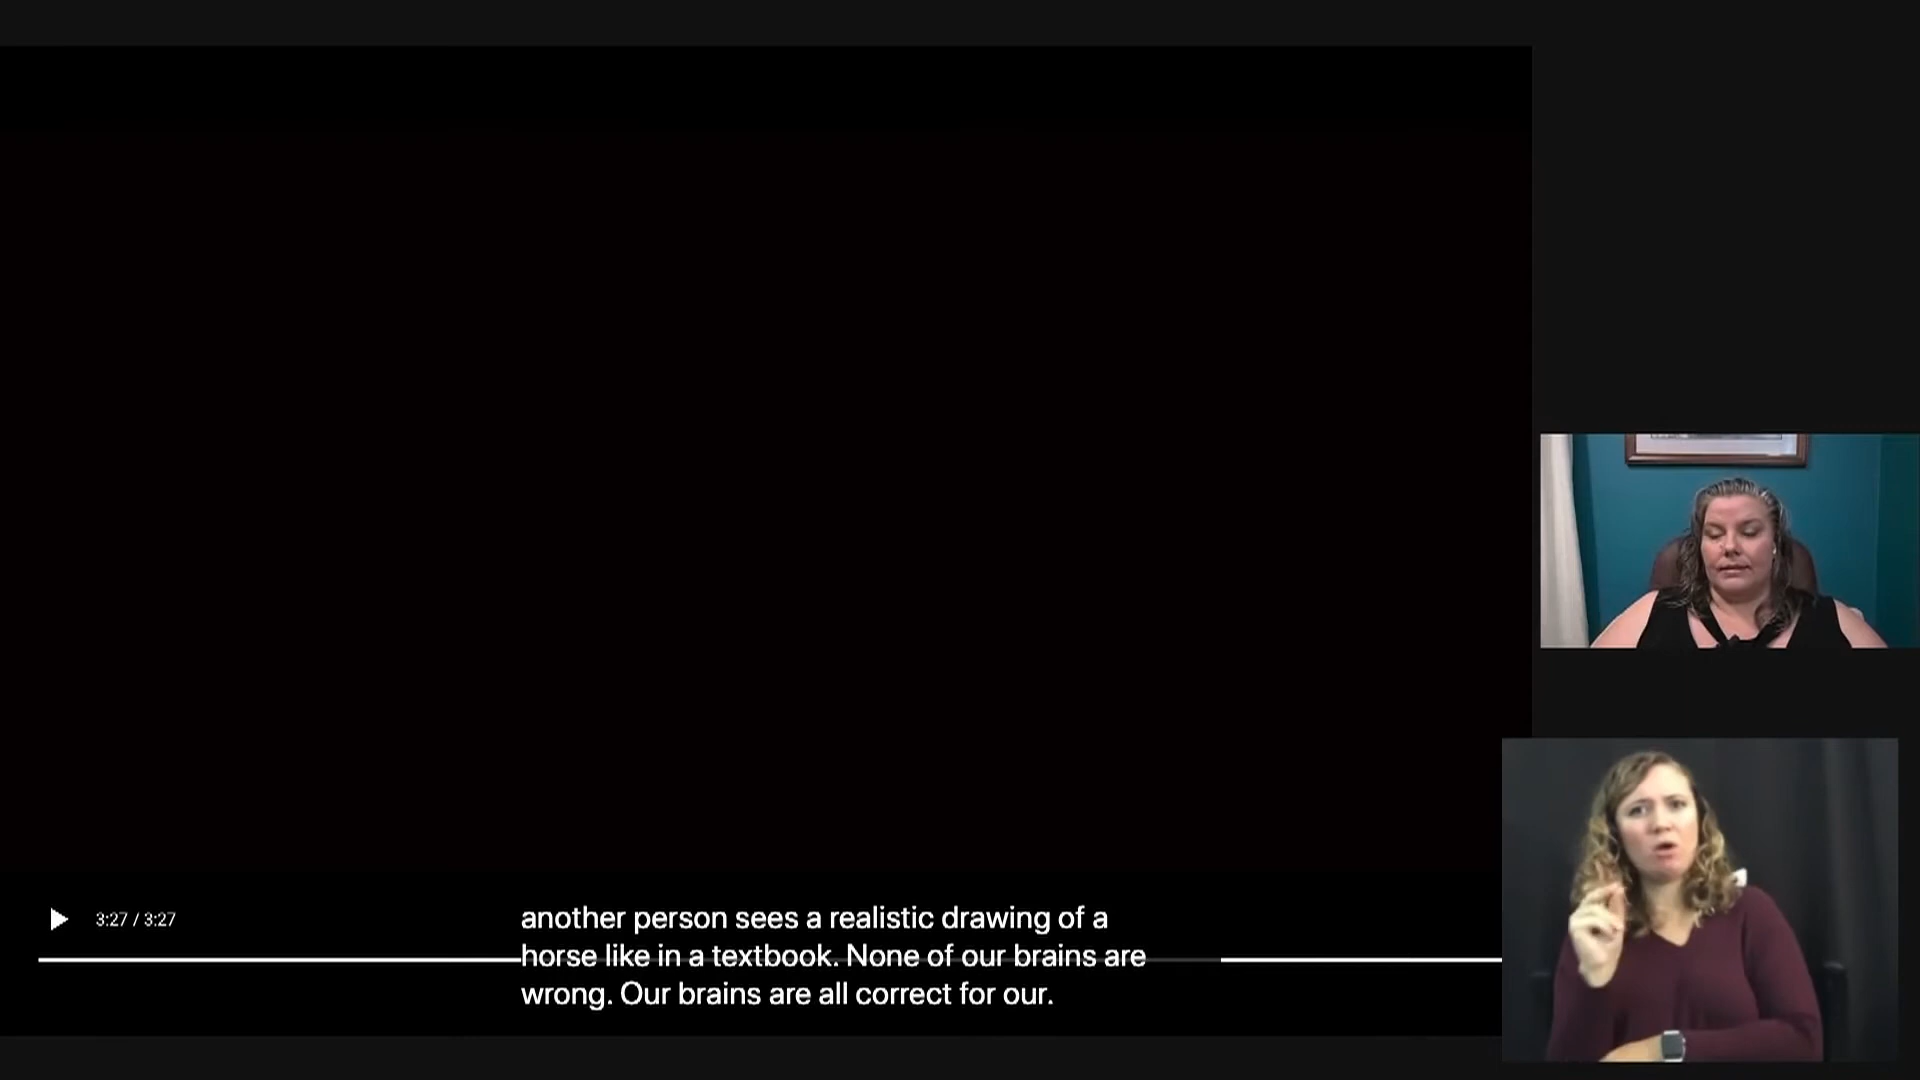 3:27 / 3:27
another person sees a realistic drawing of a
horse like in a textbook. None of our brains are
wrong. Our brains are all correct for our.